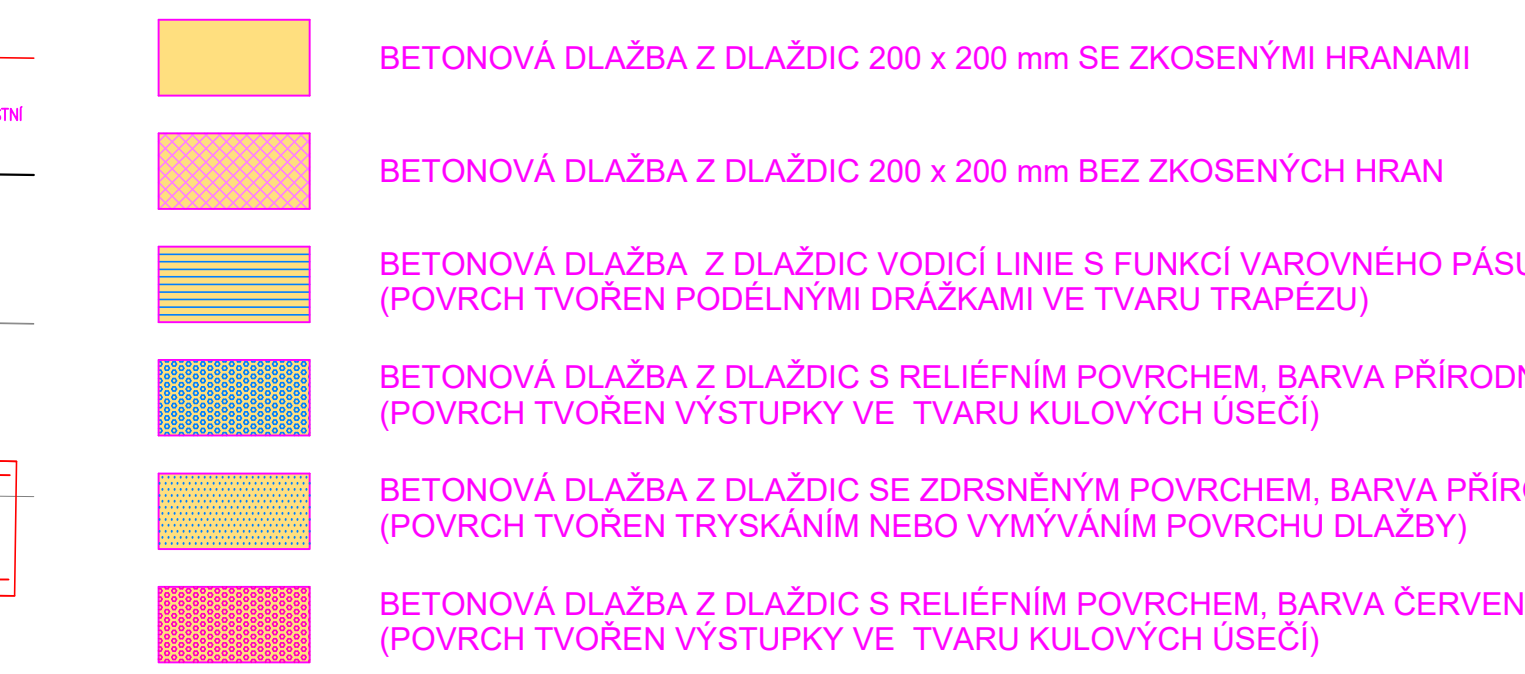 BETONOVÁ DLAŽBA Z DLAŽDIC 200 x 200 mm SE ZKOSENÝMI HRANAMI
BETONOVÁ DLAŽBA Z DLAŽDIC 200 x 200 mm BEZ ZKOSENÝCH HRAN
BETONOVÁ DLAŽBA Z DLAŽDIC VODICÍ LINIE S FUNKCÍ VAROVNÉHO PÁSU
(POVRCH TVOŘEN PODÉLNÝMI DRÁŽKAMI VE TVARU TRAPÉZU)
BETONOVÁ DLAŽBA Z DLAŽDIC S RELIÉFNÍM POVRCHEM, BARVA
(POVRCH TVOŘEN VÝSTUPKY VE TVARU KULOVÝCH ÚSEČÍ)
BETONOVÁ DLAŽBA Z DLAŽDIC SE ZDRSNĚNÝM POVRCHEM, BARVA
(POVRCH TVOŘEN TRYSKÁNÍM NEBO VYMÝVÁNÍM POVRCHU DLAŽBY)
BETONOVÁ DLAŽBA Z DLAŽDIC S RELIÉFNÍM POVRCHEM, BARVA
(POVRCH TVOŘEN VÝSTUPKY VE TVARU KULOVÝCH ÚSEČÍ)